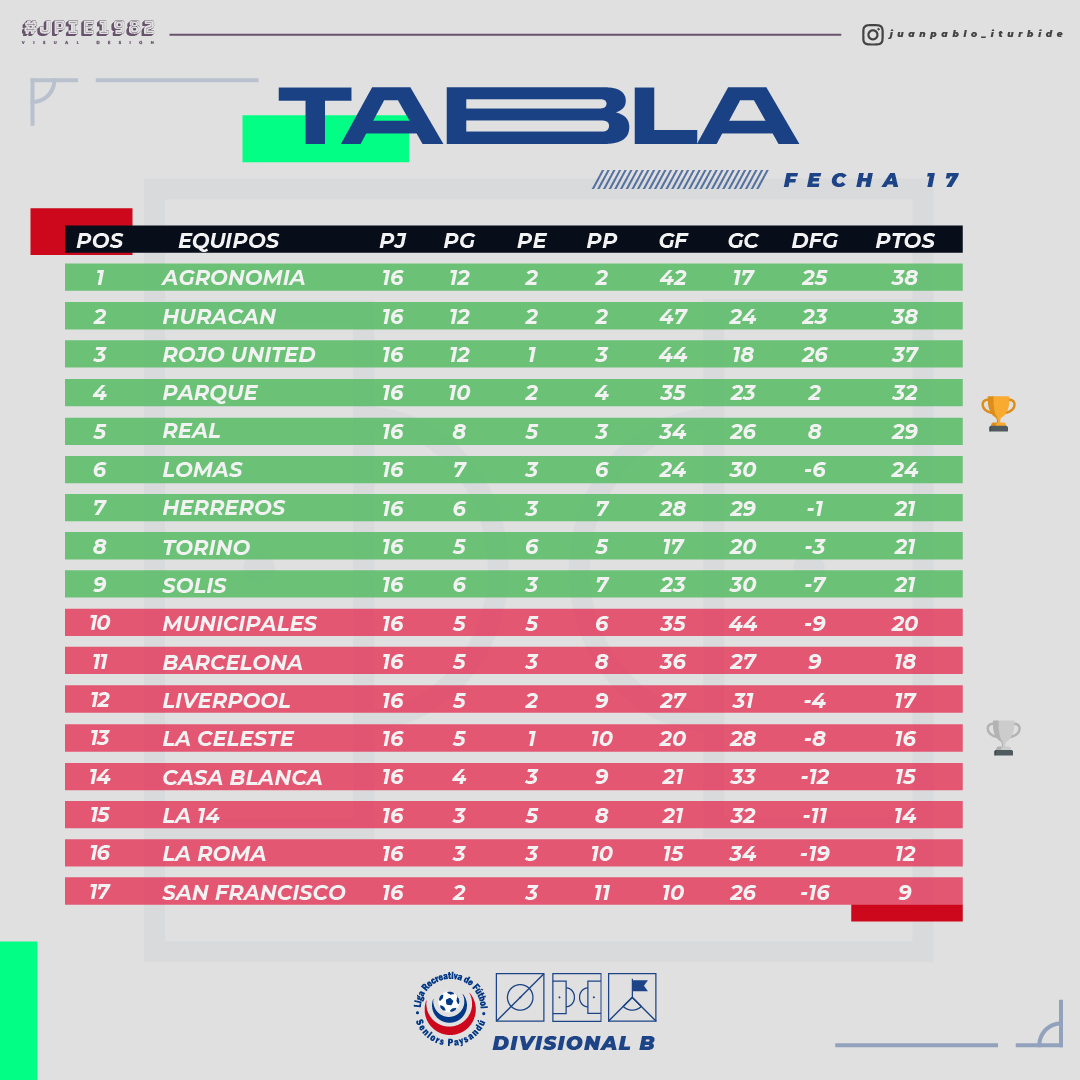 #JPIE1982
VISUAL DESIGN
juanpablo_iturbide
TABLA
FECHA 17
POS EQUIPOS PJ PG PE PP GF GC DFG PTOS
1 AGRONOMIA 16 12 2 2 42 17 25 38
2 HURACAN 16 12 2 2 47 24 23 38
3 ROJO UNITED 16 12 1 3 44 18 26 37
4 PARQUE 16 10 2 4 35 23 2 32
5 REAL 16 8 5 3 34 26 8 29
6 LOMAS 16 7 3 6 24 30 -6 24
7 HERREROS 16 6 3 7 28 29 -1 21
8 TORINO 16 5 6 5 17 20 -3 21
9 SOLIS 16 6 3 7 23 30 -7 21
10 MUNICIPALES 16 5 5 6 35 44 -9 20
11 BARCELONA 16 5 3 8 36 27 9 18
12 LIVERPOOL 16 5 2 9 27 31 -4 17
13 LA CELESTE 16 5 1 10 20 28 -8 16
14 CASA BLANCA 16 4 3 9 21 33 -12 15
15 LA 14 16 3 5 8 21 32 -11 14
16 LA ROMA 16 3 3 10 15 34 -19 12
17 SAN FRANCISCO 16 2 3 11 10 26 -16 9
Liga Recreativa de Fútbol
Seniors Paysandú
DIVISIONAL B